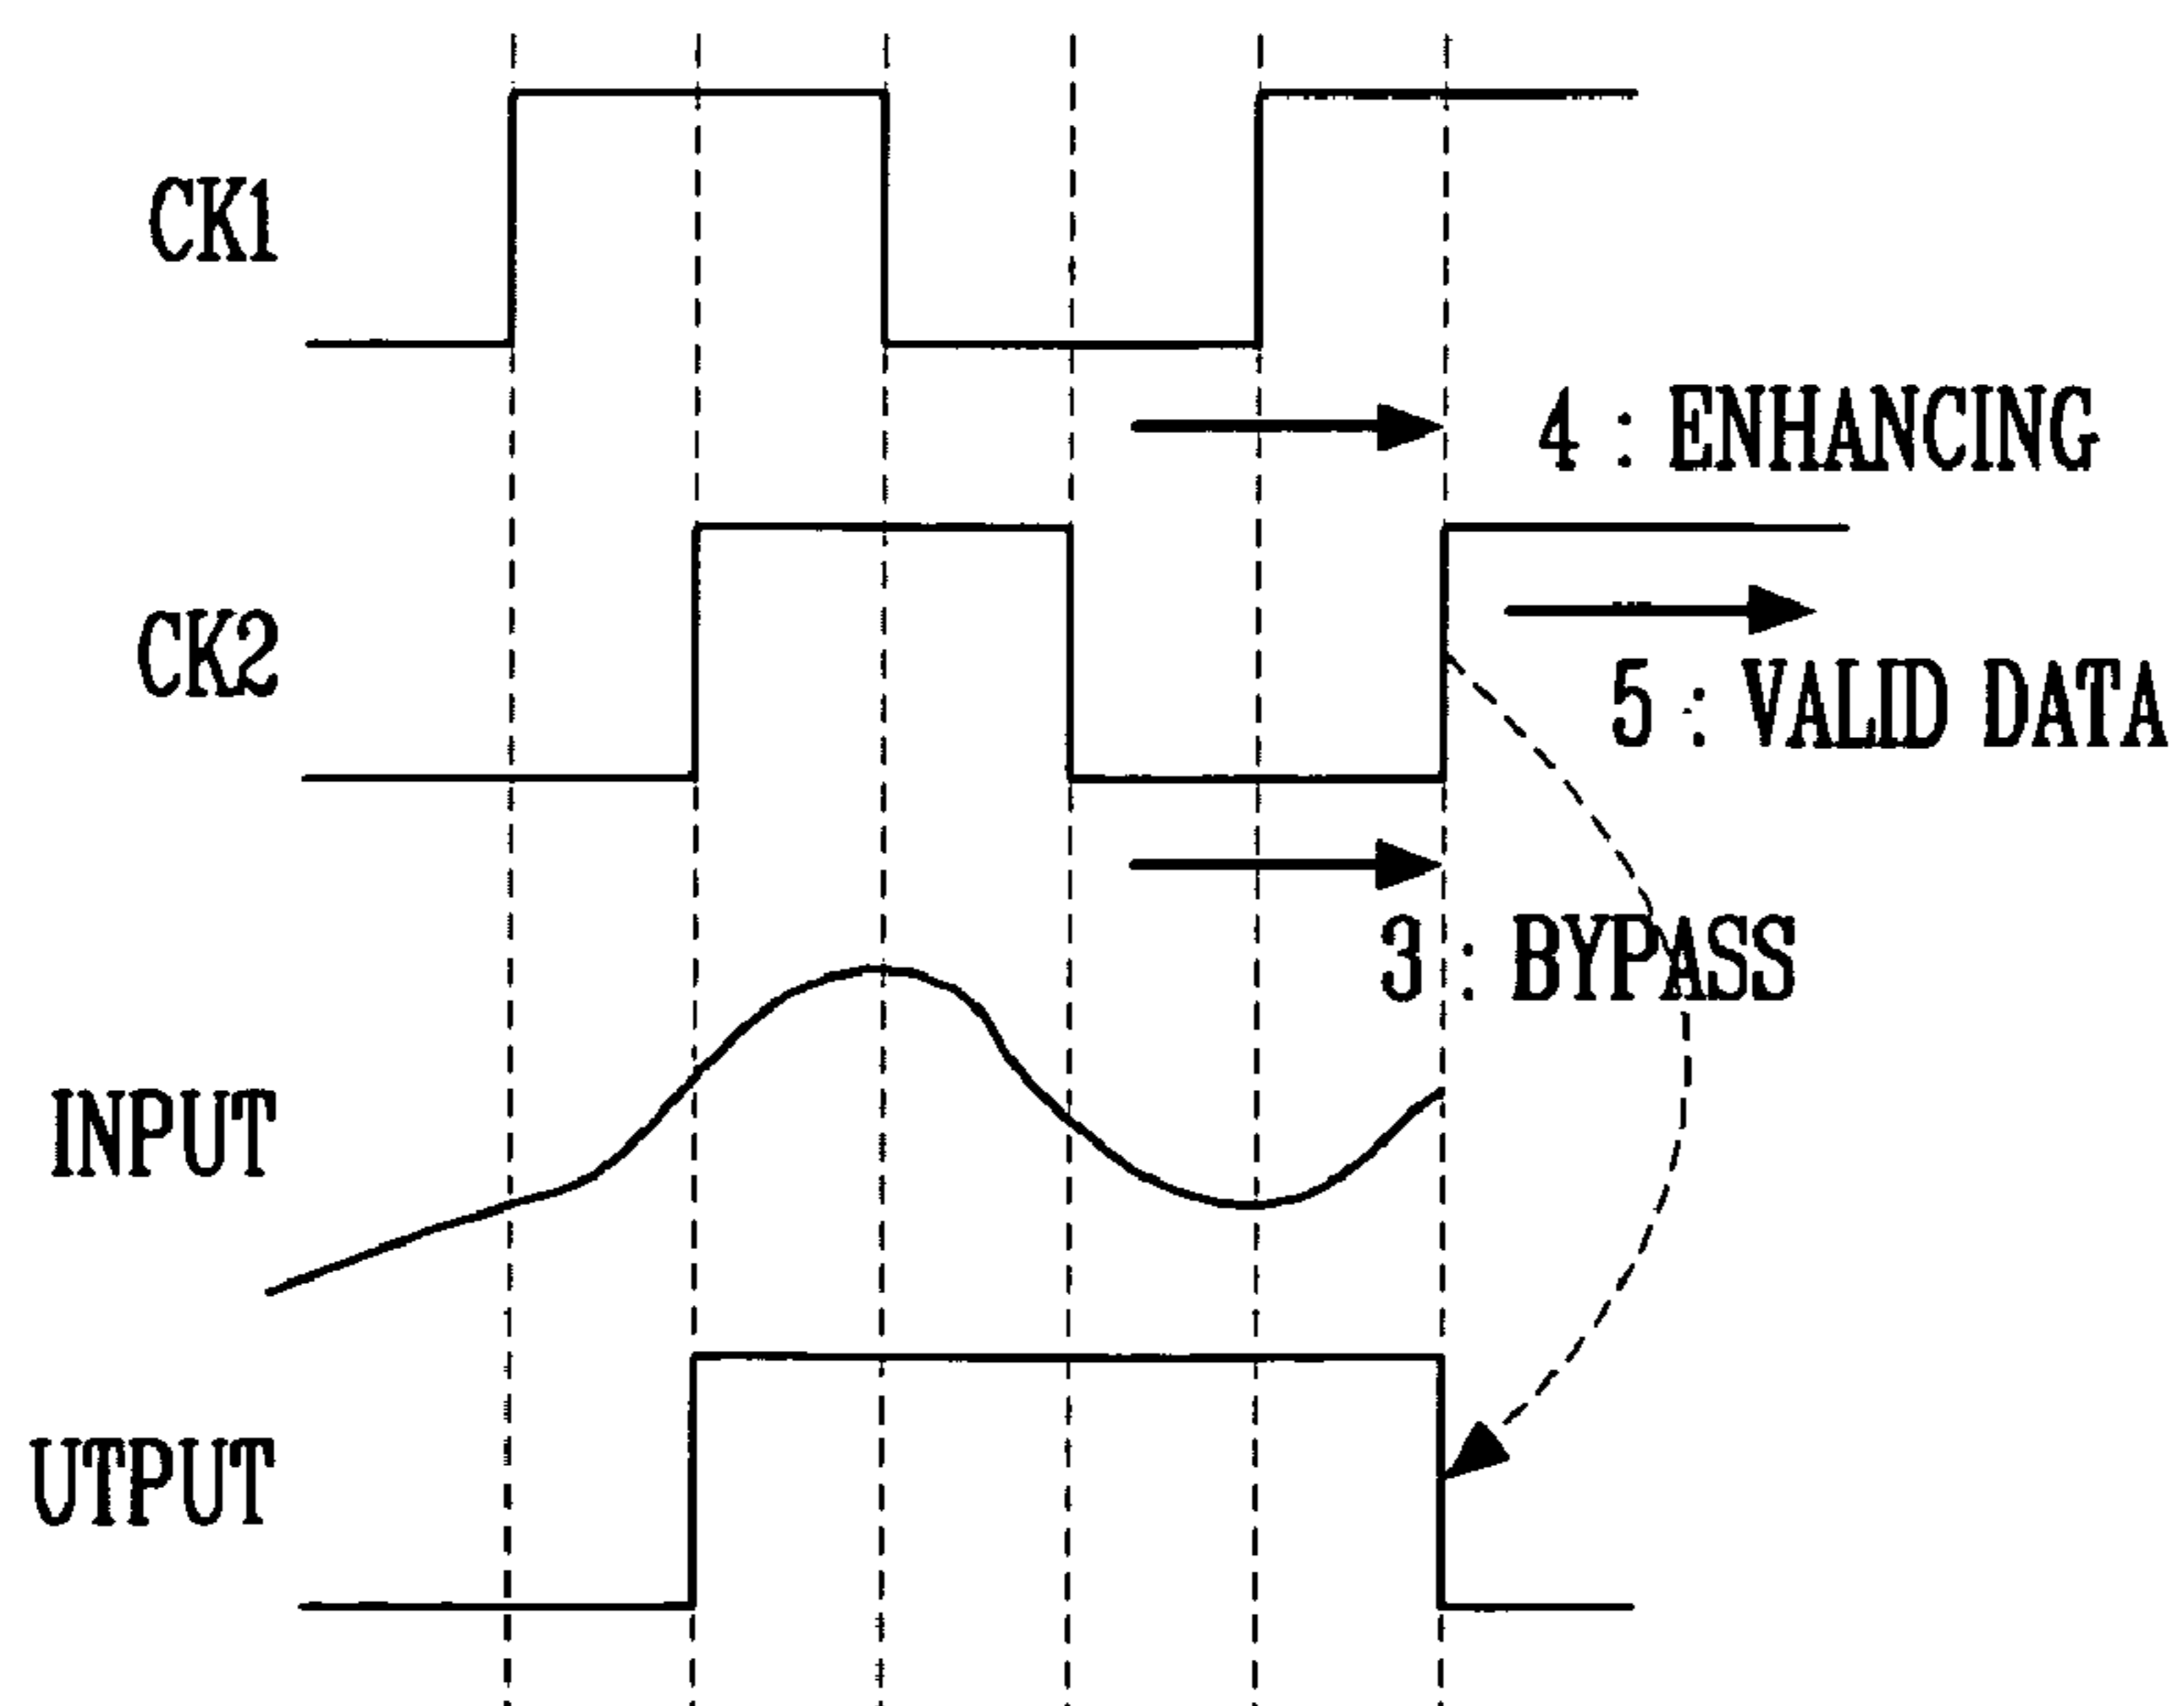 CK1
4 : ENHANCING
CK2
5 : VALID DATA
3 : BYPASS
INPUT
UTPUT